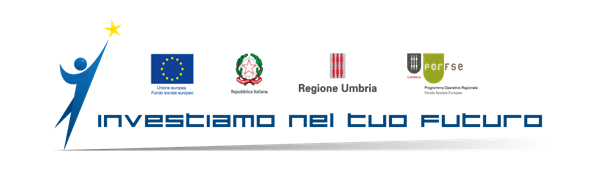 Unione europea
Fondo sociale europeo
Repubblica Italiana
Regione Umbria
UMBRIA
POR FSE
Programma Operativo Regionale
Fondo Sociale Europeo
investiamo nel tuo futuro